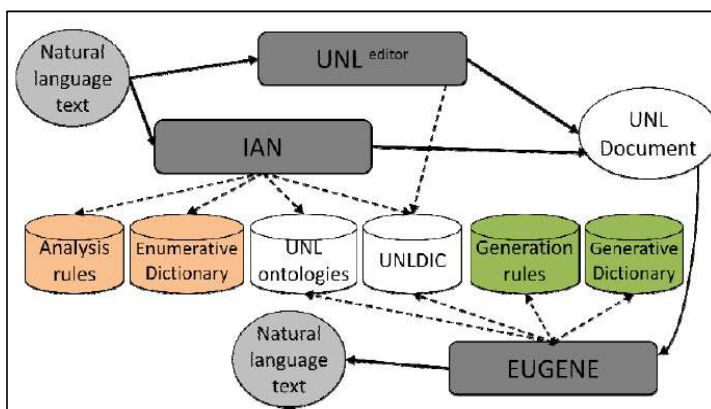 Natural
language
text
UNL editor
IAN
UNL
Document
Analysis
rules
Enumerative
Dictionary
UNL
ontologies
UNLDIC
Generation
rules
Generative
Dictionary
Natural
language
text
EUGENE